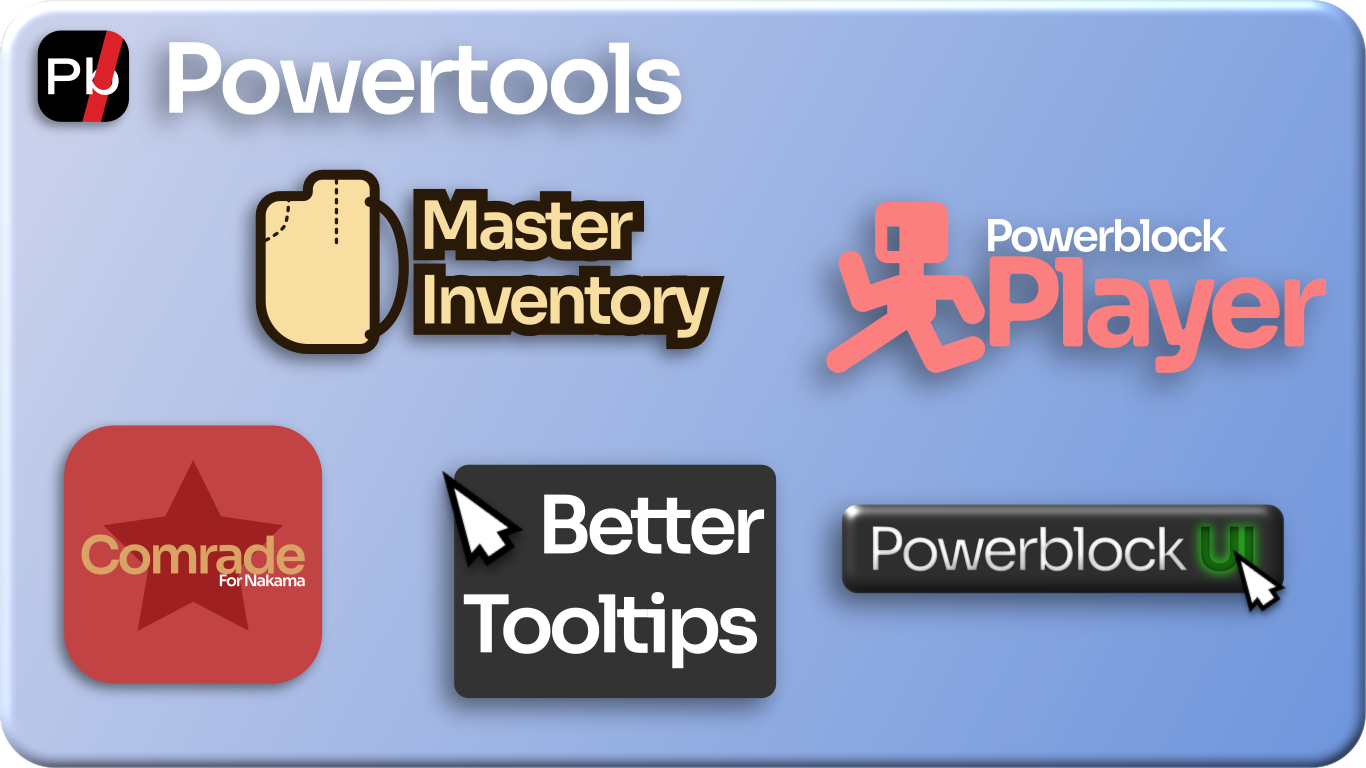 Pb
Powertools
Master
Inventory
Powerblock
Player
Comrade
For Nakama
Better
Tooltips
Powerblock UI